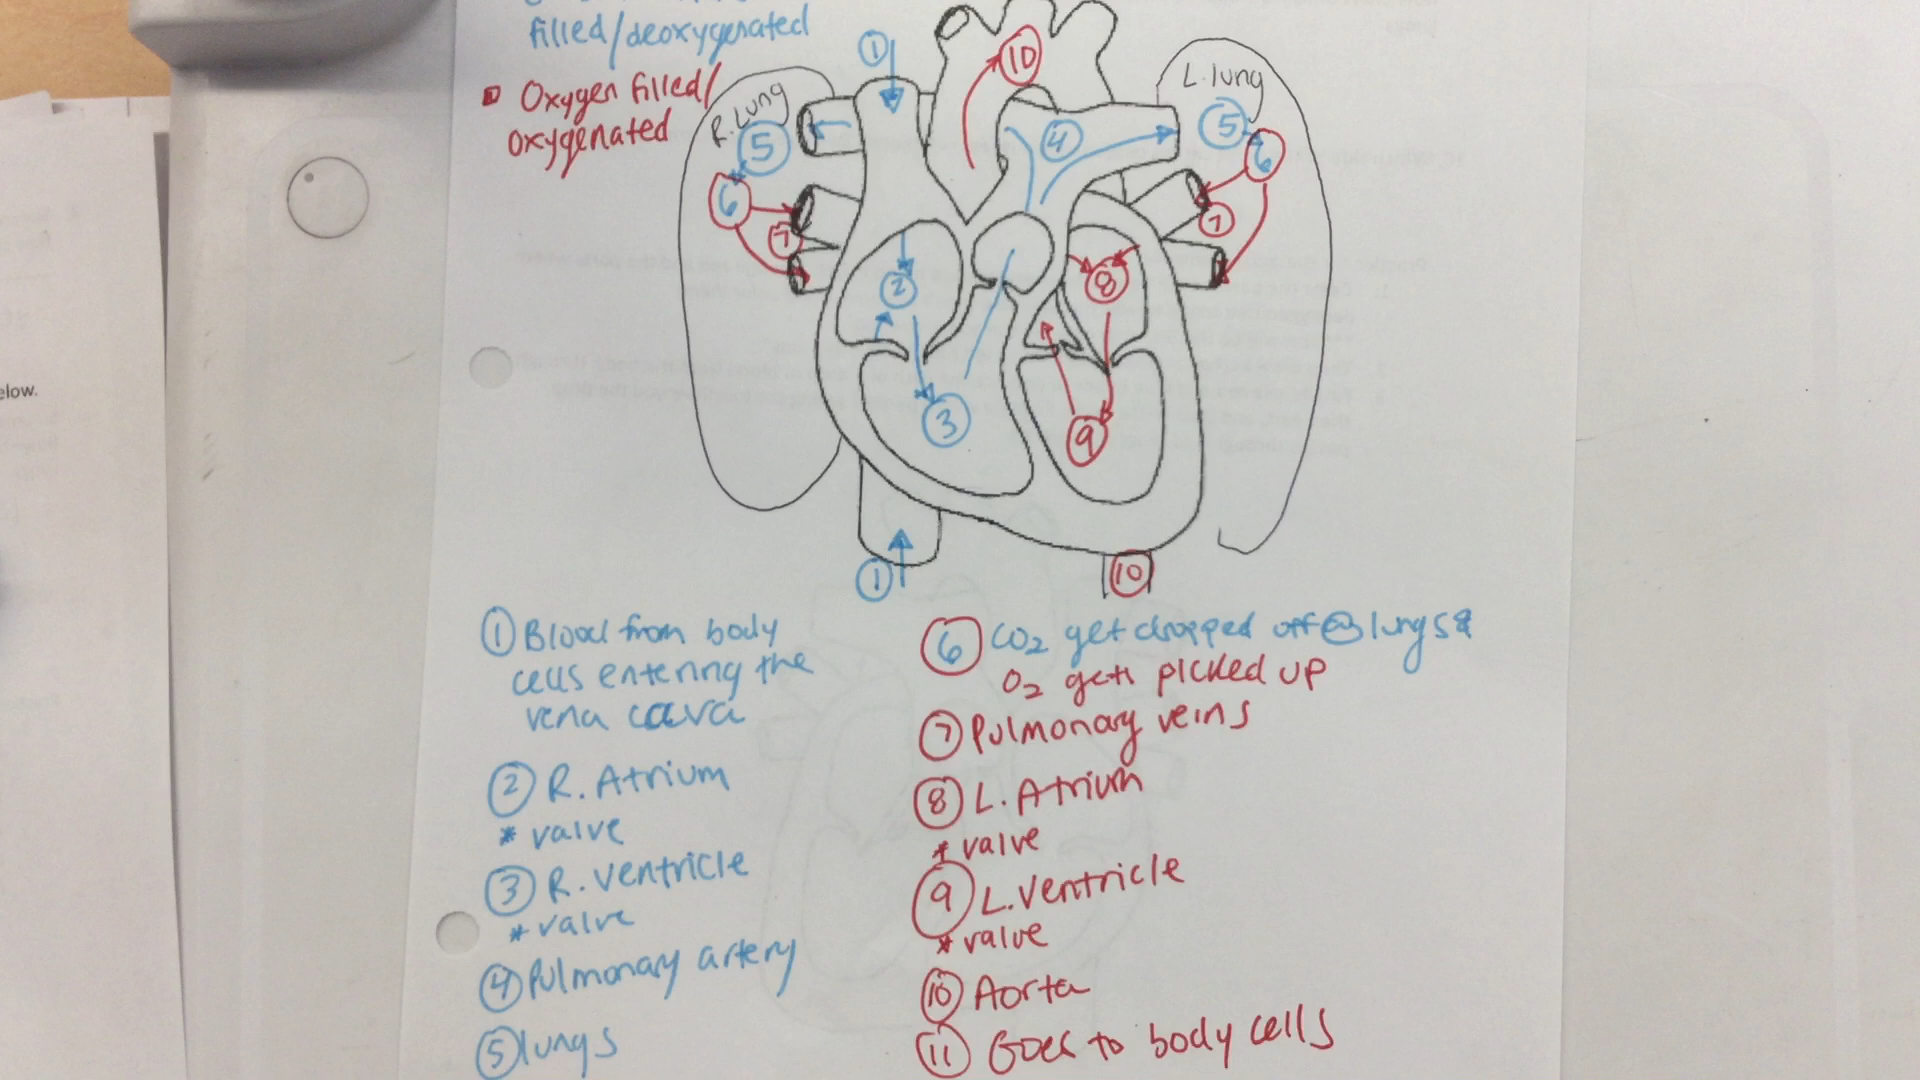 filled/deoxygenated
Oxygen filled/
oxygenated
R. Lung
L. lung
1
10
5
4
5
6
6
7
7
2
8
3
9
1
10
elow.
① Blood from body
cells entering the
vena cava
② R. Atrium
* valve
③ R. ventricle
* valve
④ Pulmonary artery
⑤ lungs
⑥ CO2 get dropped off @ lungs &
O2 gets picked up
⑦ Pulmonary veins
⑧ L. Atrium
* valve
⑨ L. Ventricle
* valve
⑩ Aorta
⑪ Goes to body cells